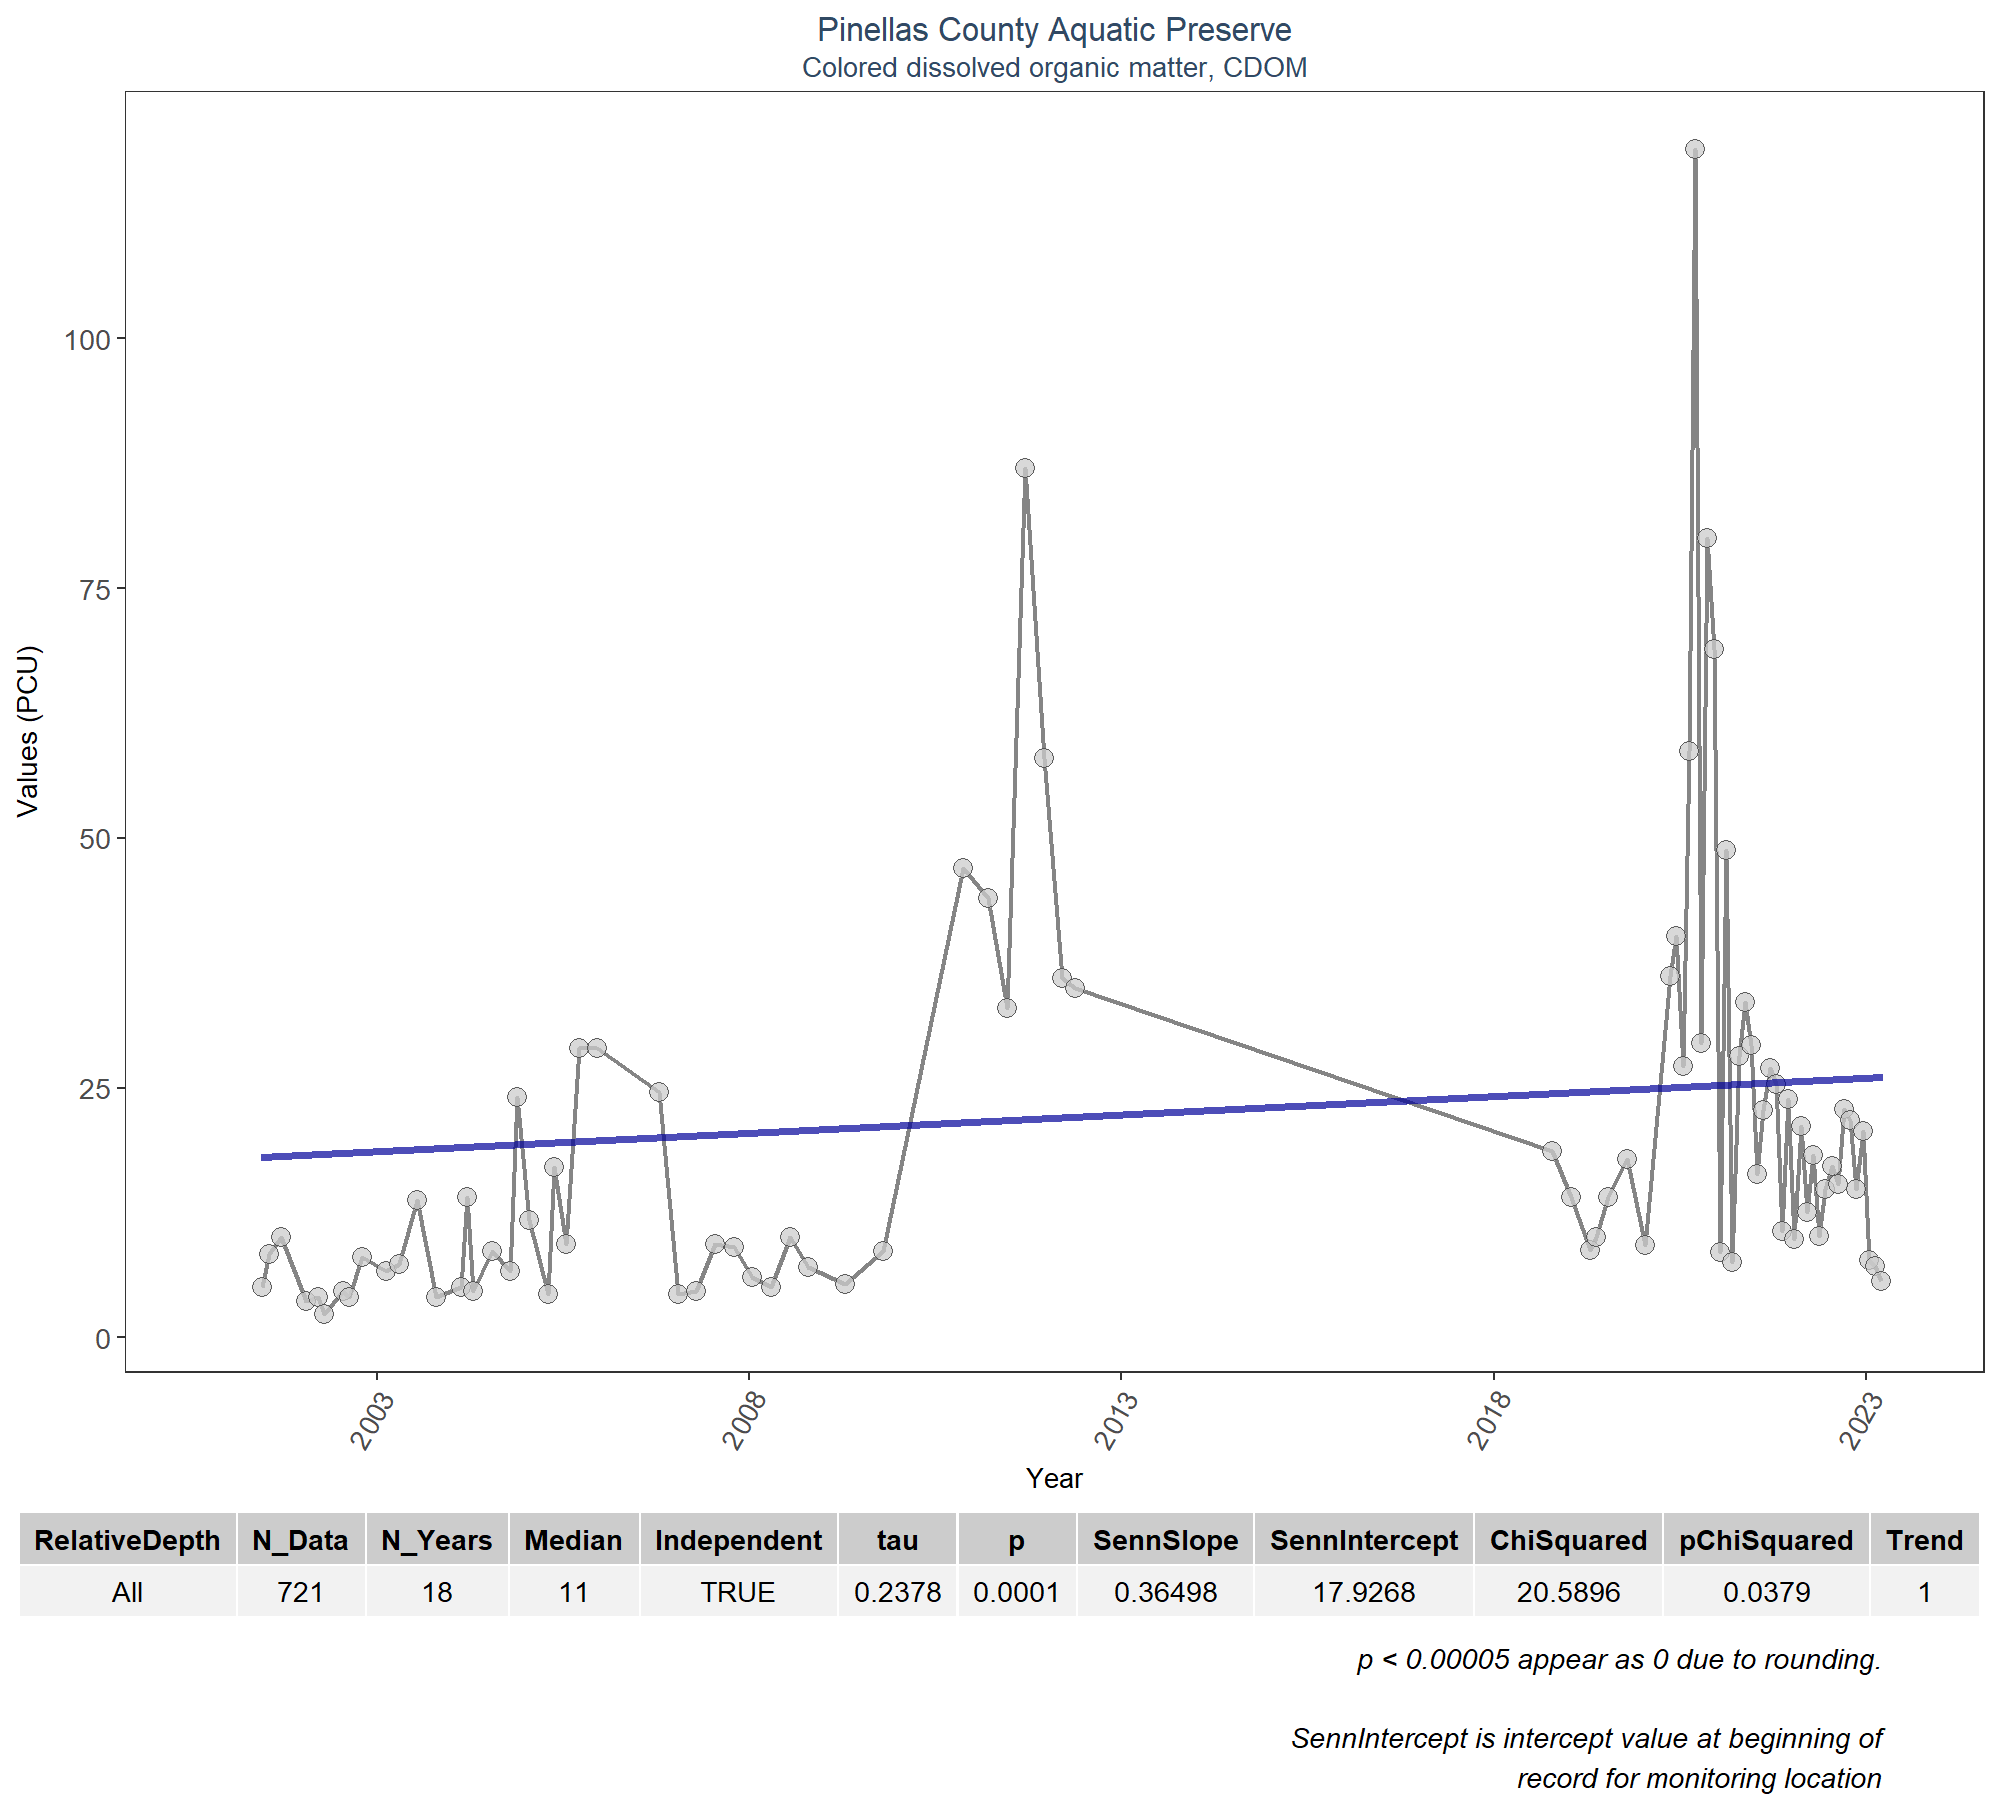 Pinellas County Aquatic Preserve
Colored dissolved organic matter, CDOM
Values (PCU)
100
75
50
25
0
2003 2008 2013 2018 2023
Year
RelativeDepth N_Data N_Years Median Independent tau p SennSlope SennIntercept ChiSquared pChiSquared Trend
All 721 18 11 TRUE 0.2378 0.0001 0.36498 17.9268 20.5896 0.0379 1
p < 0.00005 appear as 0 due to rounding.
SennIntercept is intercept value at beginning of
record for monitoring location